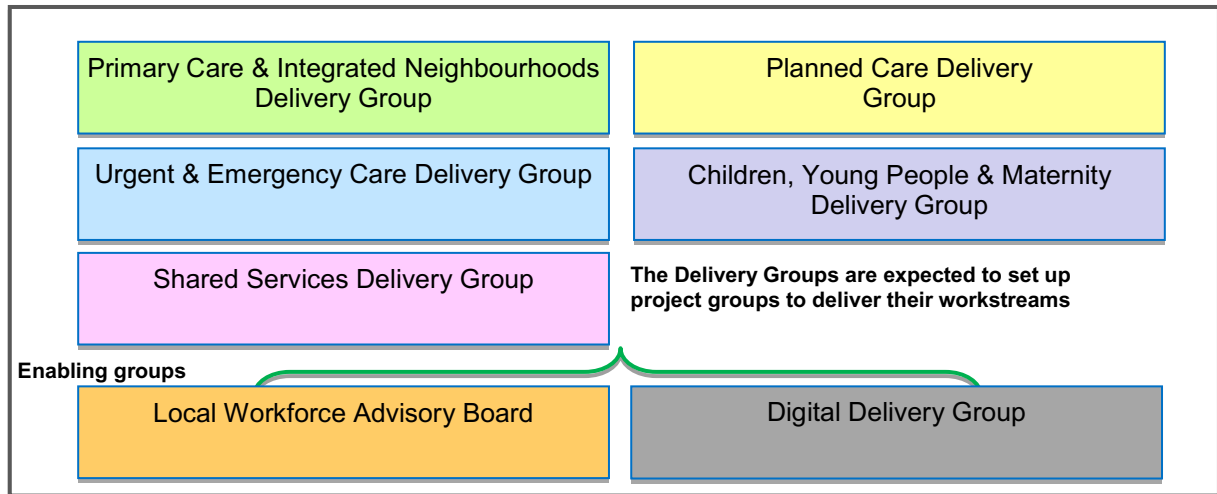 Primary Care & Integrated Neighbourhoods
Delivery Group
Planned Care Delivery
Group
Urgent & Emergency Care Delivery Group
Children, Young People & Maternity
Delivery Group
Shared Services Delivery Group
The Delivery Groups are expected to set up
project groups to deliver their workstreams
Enabling groups
Local Workforce Advisory Board
Digital Delivery Group